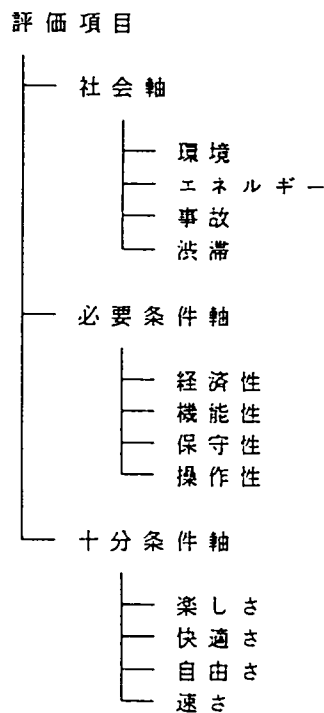 評価項目
社会軸
環境
エネルギー
事故
渋滞
必要条件軸
経済性
機能性
保守性
操作性
十分条件軸
楽しさ
快適さ
自由さ
速さ